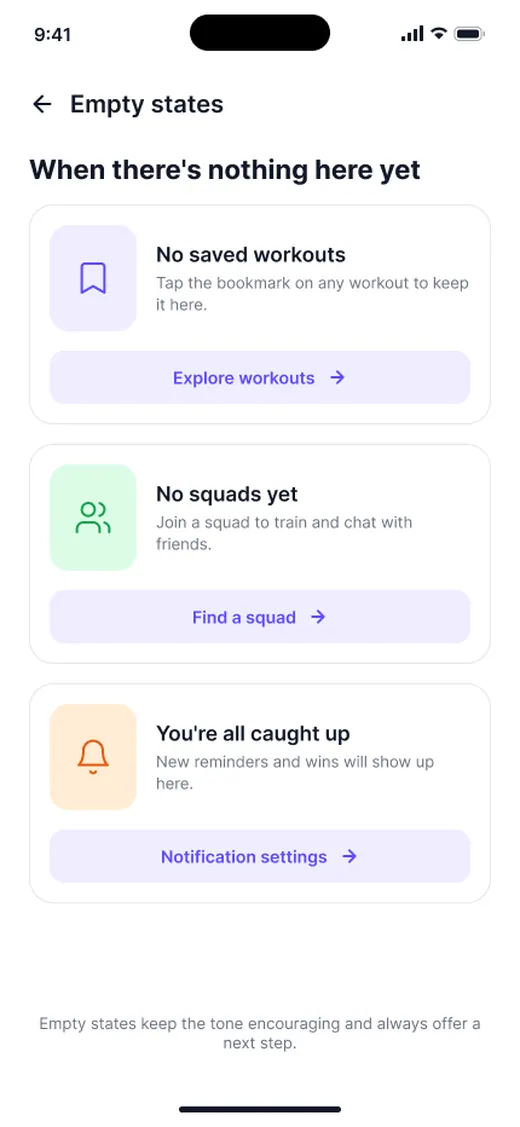 9:41
Empty states
When there's nothing here yet
No saved workouts
Tap the bookmark on any workout to keep
it here.
Explore workouts
No squads yet
Join a squad to train and chat with
friends.
Find a squad
You're all caught up
New reminders and wins will show up
here.
Notification settings
Empty states keep the tone encouraging and always offer a
next step.